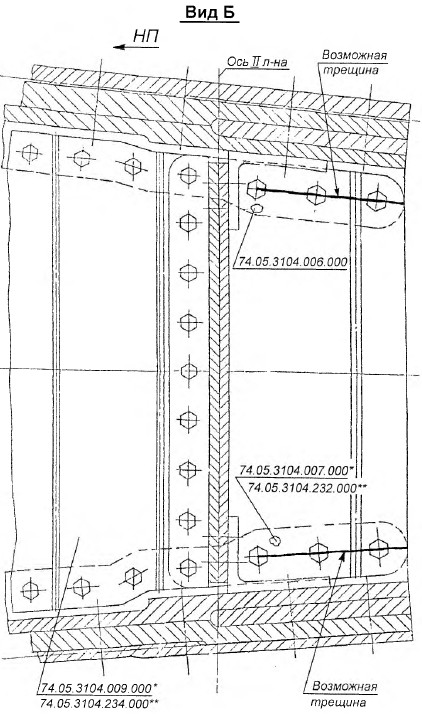 Вид Б
НП
Ось II л-на
Возможная
трещина
74.05.3104.006.000
74.05.3104.007.000*
74.05.3104.232.000**
74.05.3104.009.000*
74.05.3104.234.000**
Возможная
трещина